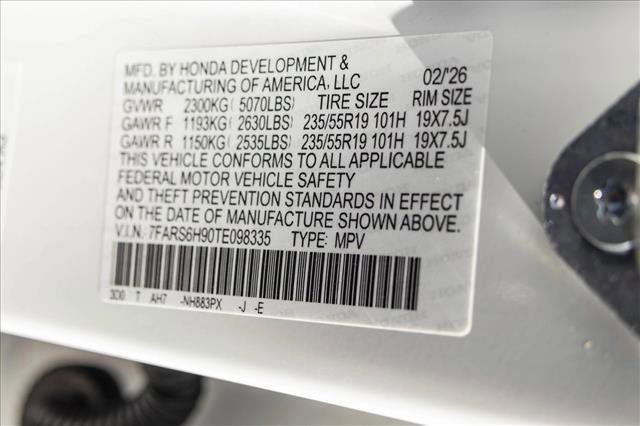 MFD. BY HONDA DEVELOPMENT &
MANUFACTURING OF AMERICA, LLC 02/'26
GVWR 2300KG( 5070LBS) TIRE SIZE RIM SIZE
GAWR F 1193KG( 2630LBS) 235/55R19 101H 19X7.5J
GAWR R 1150KG( 2535LBS) 235/55R19 101H 19X7.5J
THIS VEHICLE CONFORMS TO ALL APPLICABLE
FEDERAL MOTOR VEHICLE SAFETY
AND THEFT PREVENTION STANDARDS IN EFFECT
ON THE DATE OF MANUFACTURE SHOWN ABOVE.
V.I.N. 7FARS6H90TE098335 TYPE: MPV
3D0 T AH7 -NH883PX -J -E